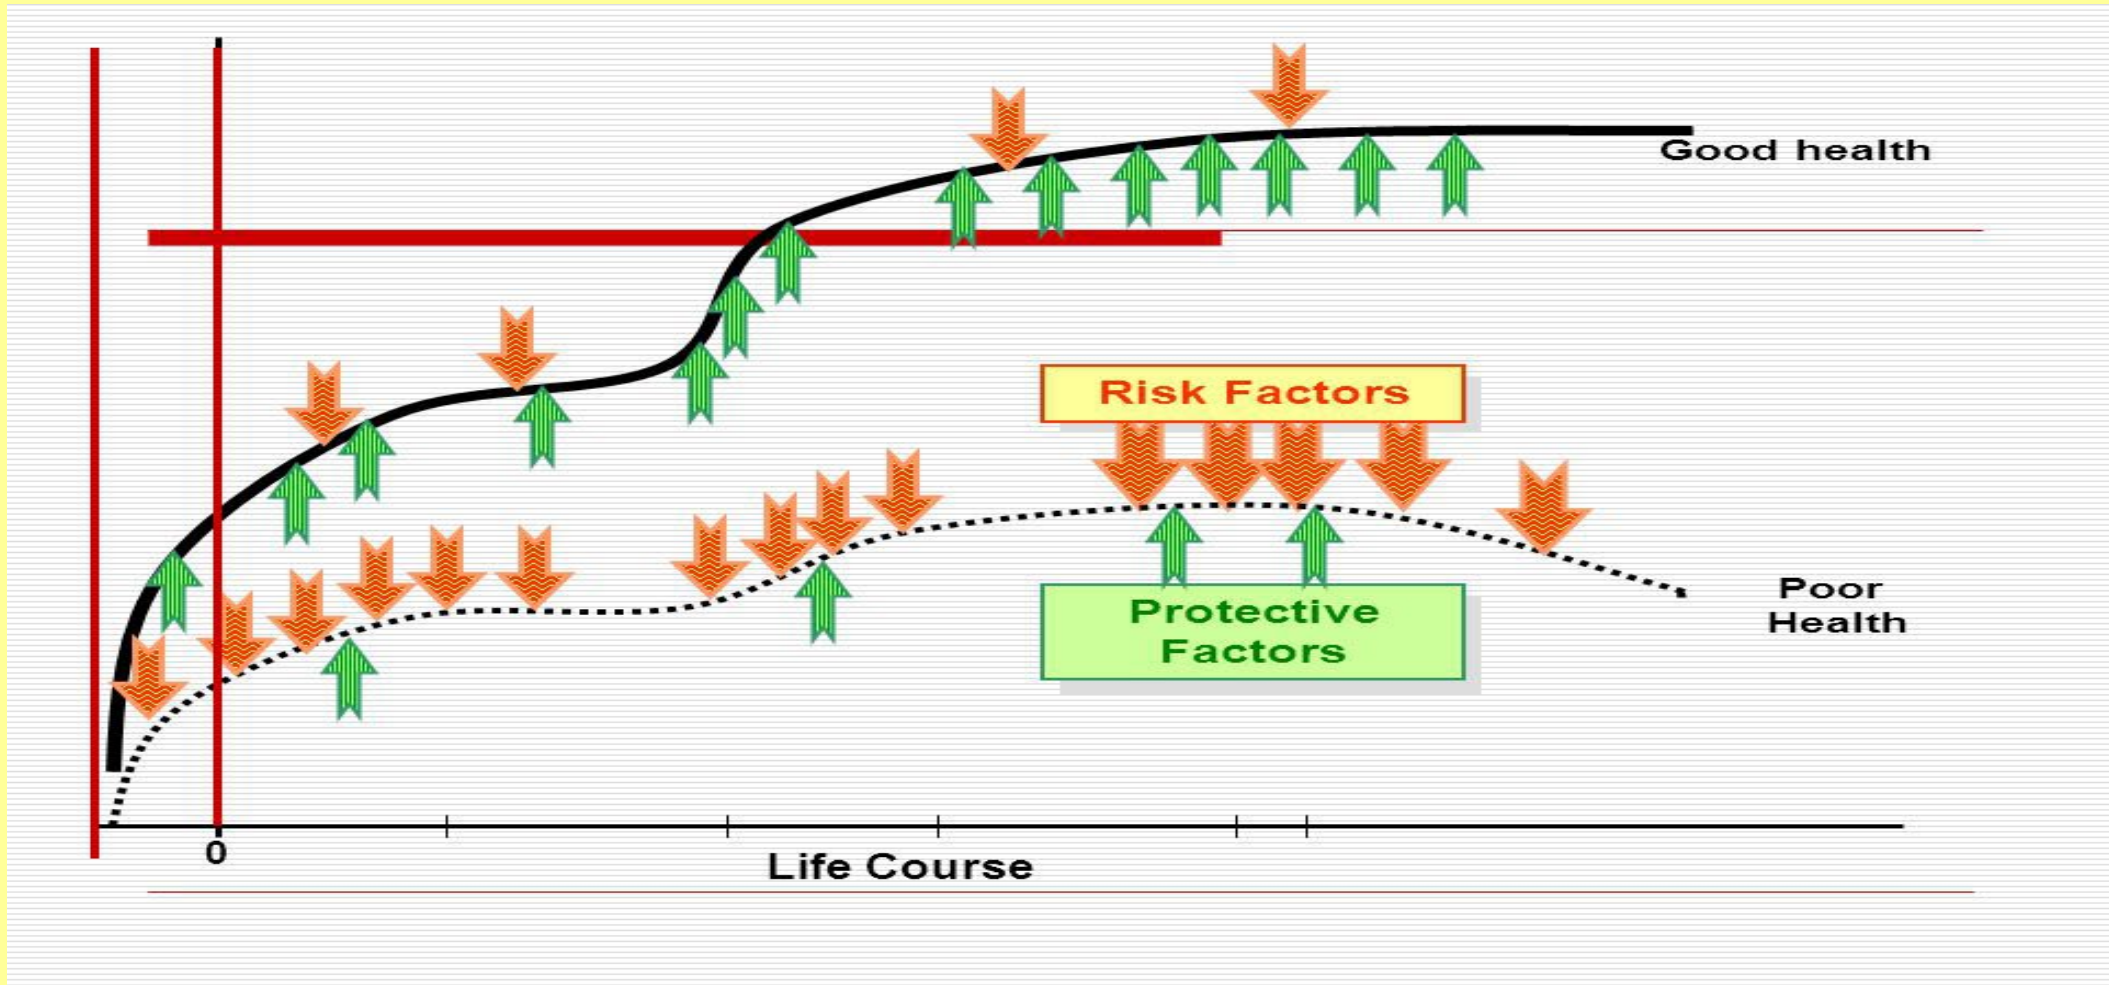 Good health
Risk Factors
Protective
Factors
Poor
Health
0
Life Course